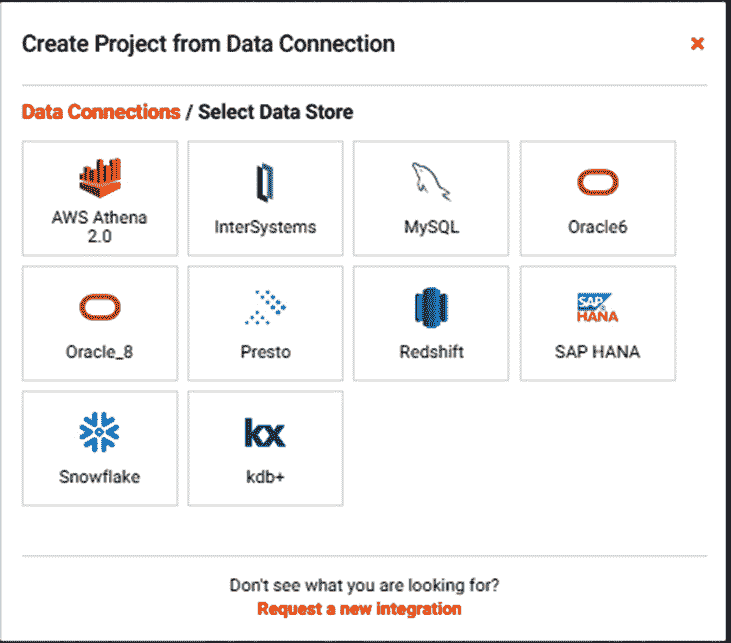 Create Project from Data Connection
Data Connections / Select Data Store
AWS Athena
2.0
InterSystems
MySQL
Oracle6
Oracle_8
Presto
Redshift
SAP
HANA
SAP HANA
Snowflake
kx
kdb+
Don't see what you are looking for?
Request a new integration